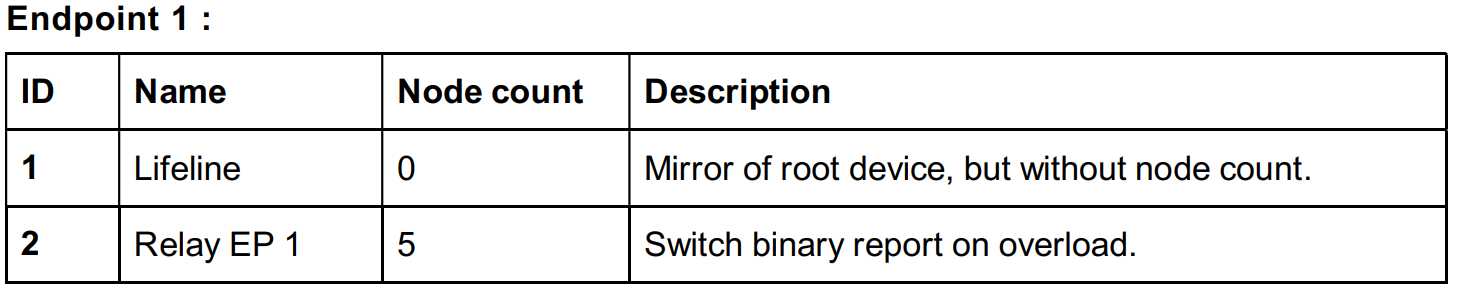 Endpoint 1 :
ID Name Node count Description
1 Lifeline 0 Mirror of root device, but without node count.
2 Relay EP 1 5 Switch binary report on overload.